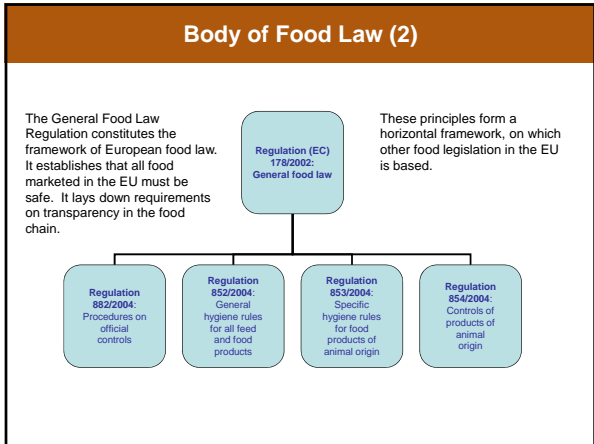 Body of Food Law (2)
The General Food Law
Regulation constitutes the
framework of European food law.
It establishes that all food
marketed in the EU must be
safe.  It lays down requirements
on transparency in the food
chain.
Regulation (EC)
178/2002:
General food law
These principles form a
horizontal framework, on which
other food legislation in the EU
is based.
Regulation
882/2004:
Procedures on
official
controls
Regulation
852/2004:
General
hygiene rules
for all feed
and food
products
Regulation
853/2004:
Specific
hygiene rules
for food
products of
animal origin
Regulation
854/2004:
Controls of
products of
animal
origin